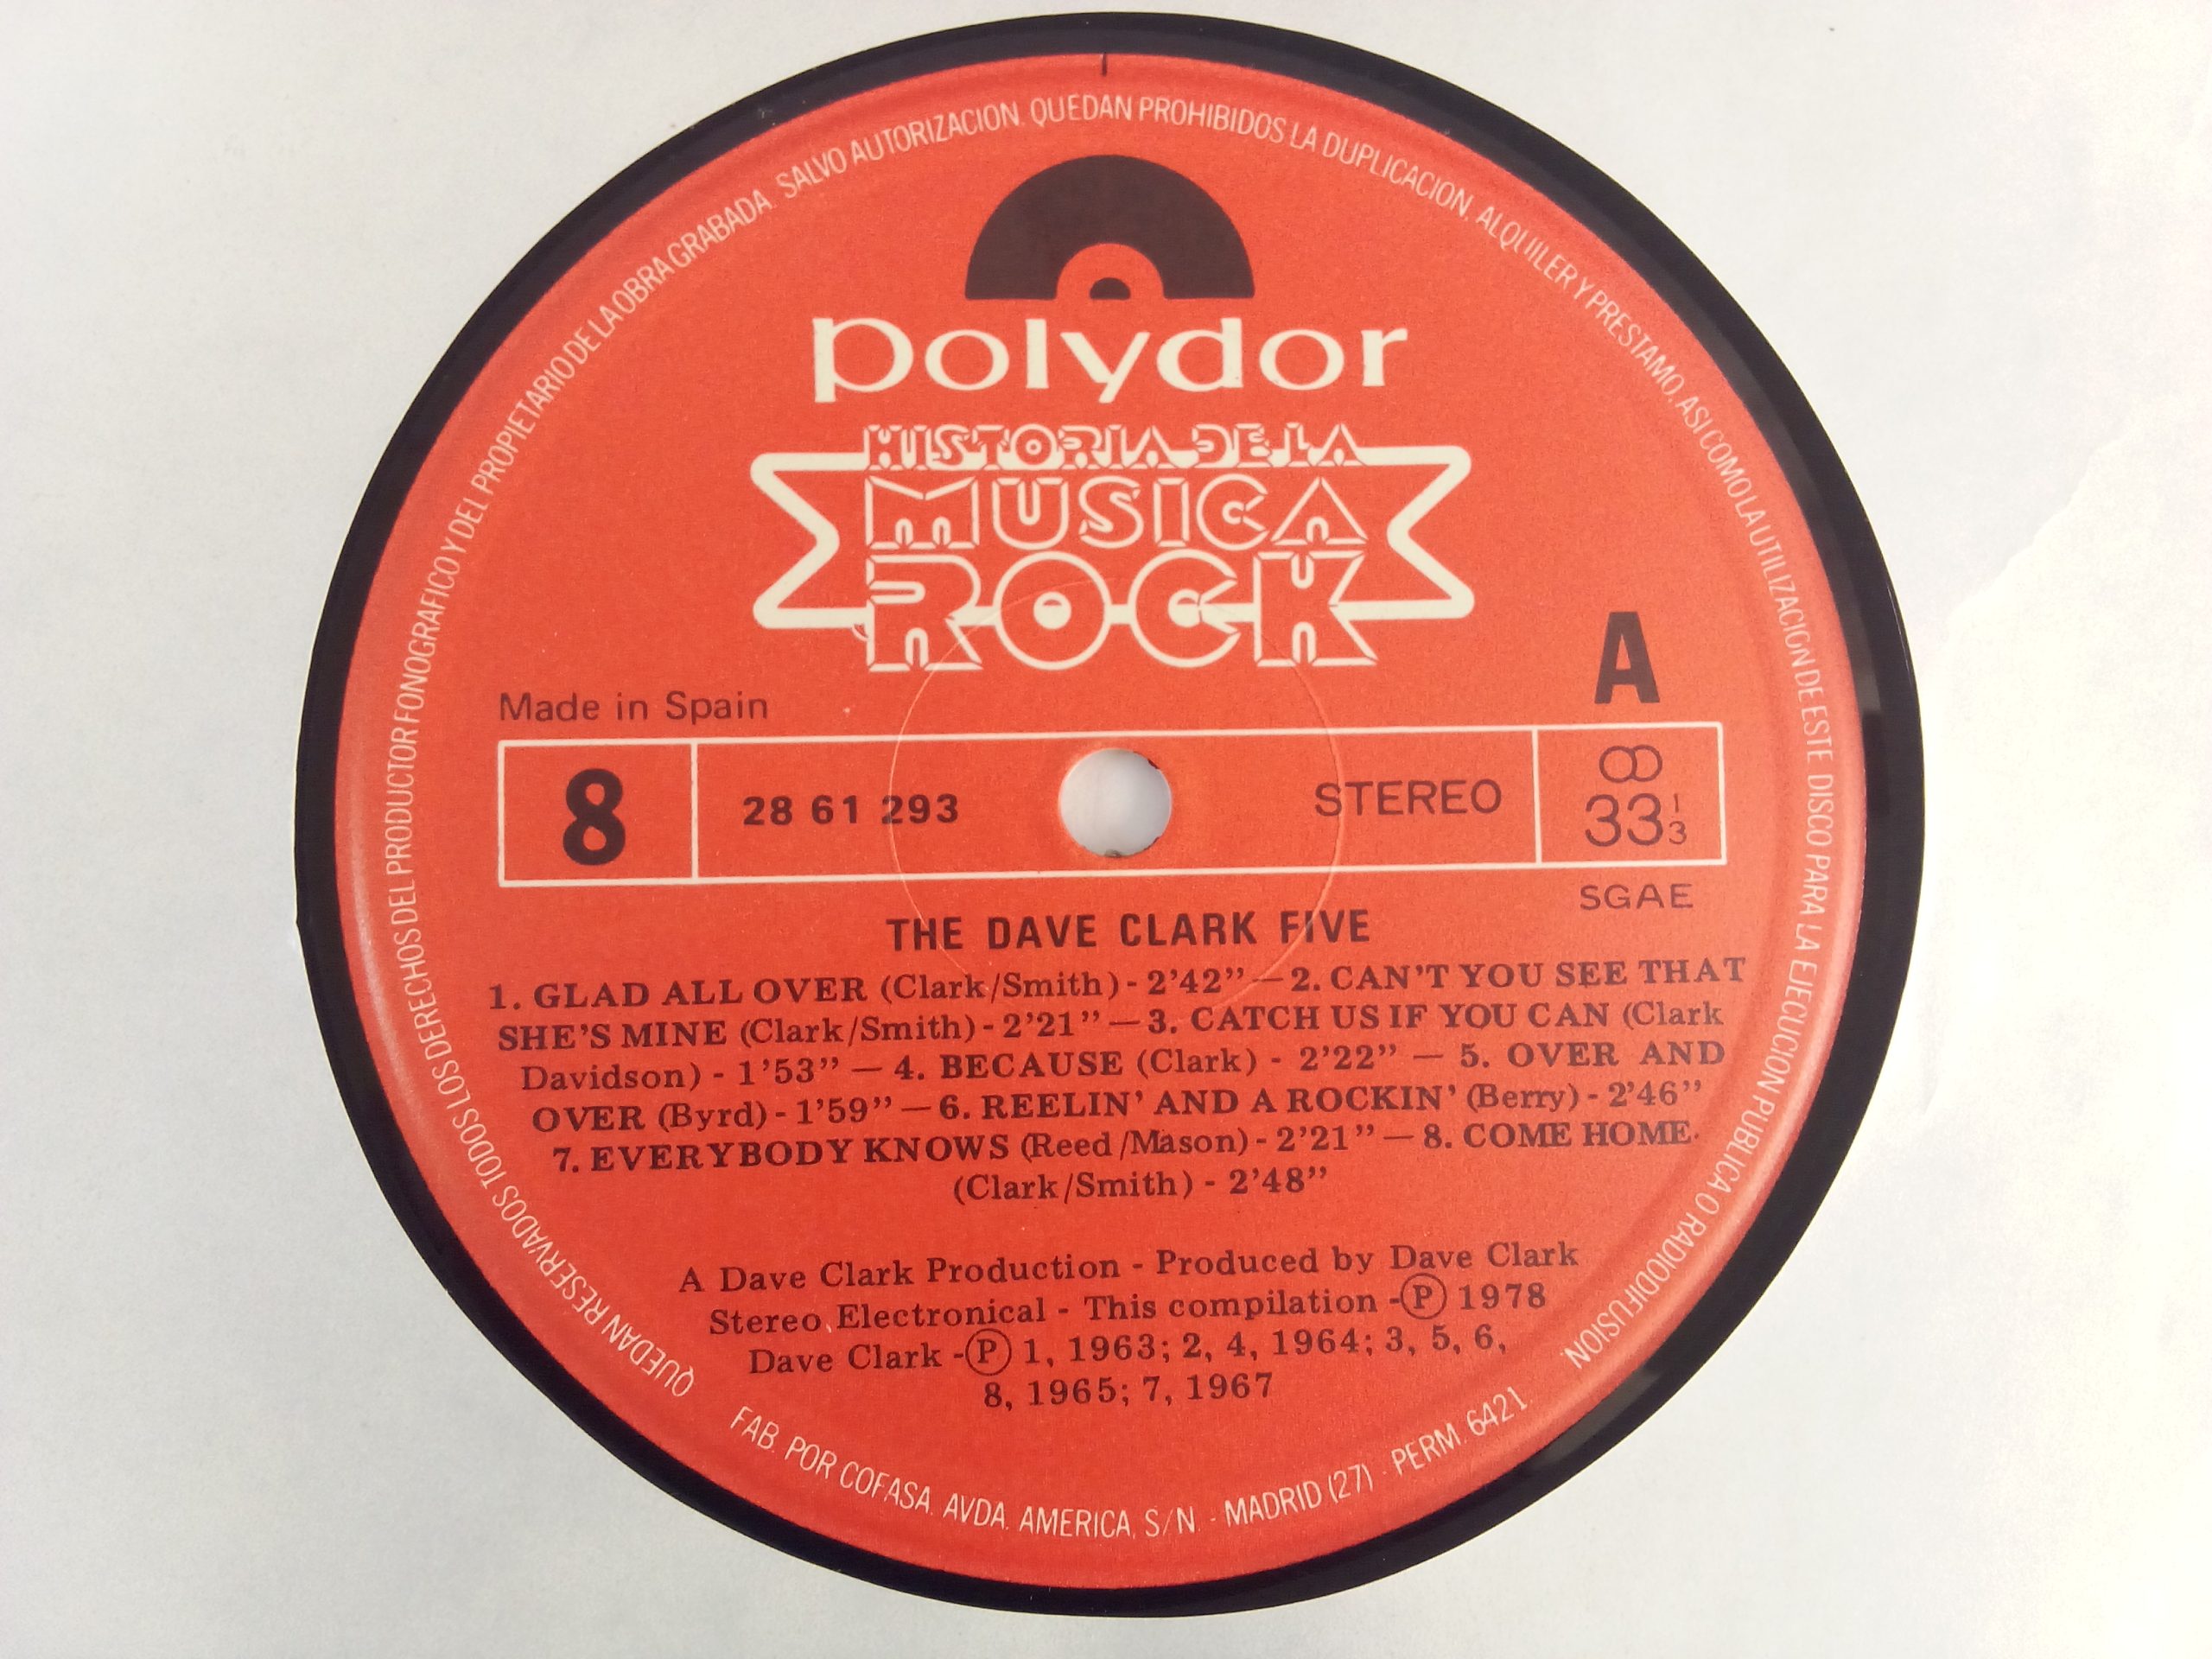 polydor
HISTORIA DE LA
MUSICA
ROCK
A
Made in Spain
8
28 61 293
STEREO
33 1/3
SGAE
THE DAVE CLARK FIVE
1. GLAD ALL OVER (Clark/Smith) - 2’42” — 2. CAN’T YOU SEE THAT
SHE’S MINE (Clark/Smith) - 2’21” — 3. CATCH US IF YOU CAN (Clark
Davidson) - 1’53” — 4. BECAUSE (Clark) - 2’22” — 5. OVER AND
OVER (Byrd) - 1’59” — 6. REELIN’ AND A ROCKIN’ (Berry) - 2’46”
7. EVERYBODY KNOWS (Reed/Mason) - 2’21” — 8. COME HOME
(Clark/Smith) - 2’48”
A Dave Clark Production - Produced by Dave Clark
Stereo Electronical - This compilation - Ⓟ 1978
Dave Clark - Ⓟ 1, 1963; 2, 4, 1964; 3, 5, 6,
8, 1965; 7, 1967
QUEDAN RESERVADOS TODOS LOS DERECHOS DEL PRODUCTOR FONOGRAFICO Y DEL PROPIETARIO DE LA OBRA GRABADA. SALVO AUTORIZACION. QUEDAN PROHIBIDOS LA DUPLICACION, ALQUILER Y PRESTAMO, ASI COMO LA UTILIZACION DE ESTE DISCO PARA LA EJECUCION PUBLICA O RADIODIFUSION.
FAB. POR COFASA. AVDA. AMERICA, S/N. - MADRID (27) - PERM. 6421